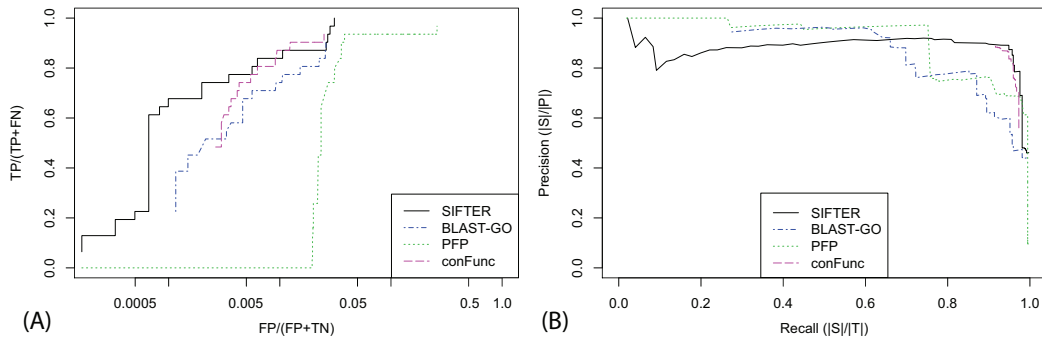 TP/(TP+FN)
0.0
0.2
0.4
0.6
0.8
1.0
SIFTER
BLAST-GO
PFP
conFunc
0.0005
0.005
0.05
0.5
1.0
FP/(FP+TN)
(A)
Precision (|S|/|P|)
0.0
0.2
0.4
0.6
0.8
1.0
SIFTER
BLAST-GO
PFP
conFunc
0.0
0.2
0.4
0.6
0.8
1.0
Recall (|S|/|T|)
(B)